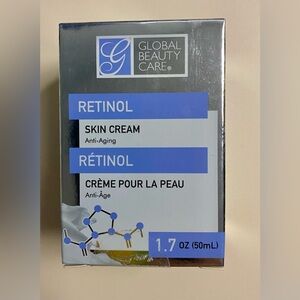 G
GLOBAL
BEAUTY
CARE®
RETINOL
SKIN CREAM
Anti-Aging
RÉTINOL
CRÈME POUR LA PEAU
Anti-Âge
1.7 OZ (50mL)